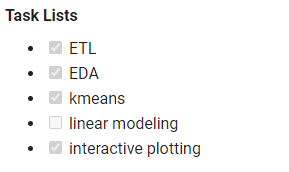 Task Lists
ETL
EDA
kmeans
linear modeling
interactive plotting